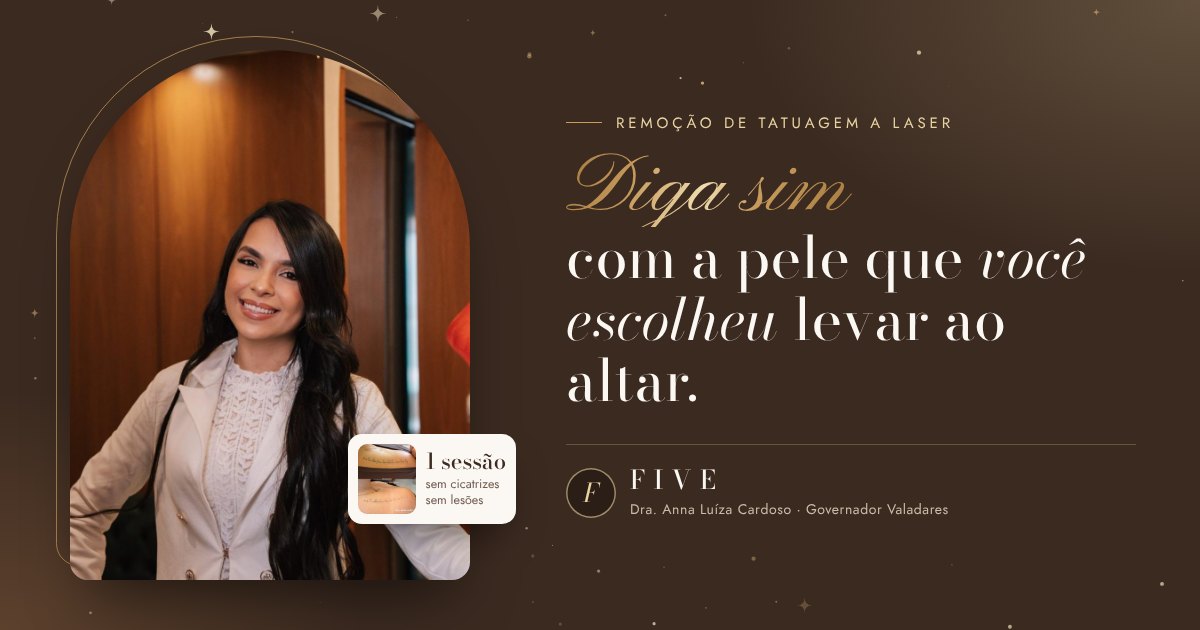 REMOÇÃO DE TATUAGEM A LASER
Diga sim
com a pele que você
escolheu levar ao
altar.
1 sessão
sem cicatrizes
sem lesões
F
FIVE
Dra. Anna Luíza Cardoso · Governador Valadares